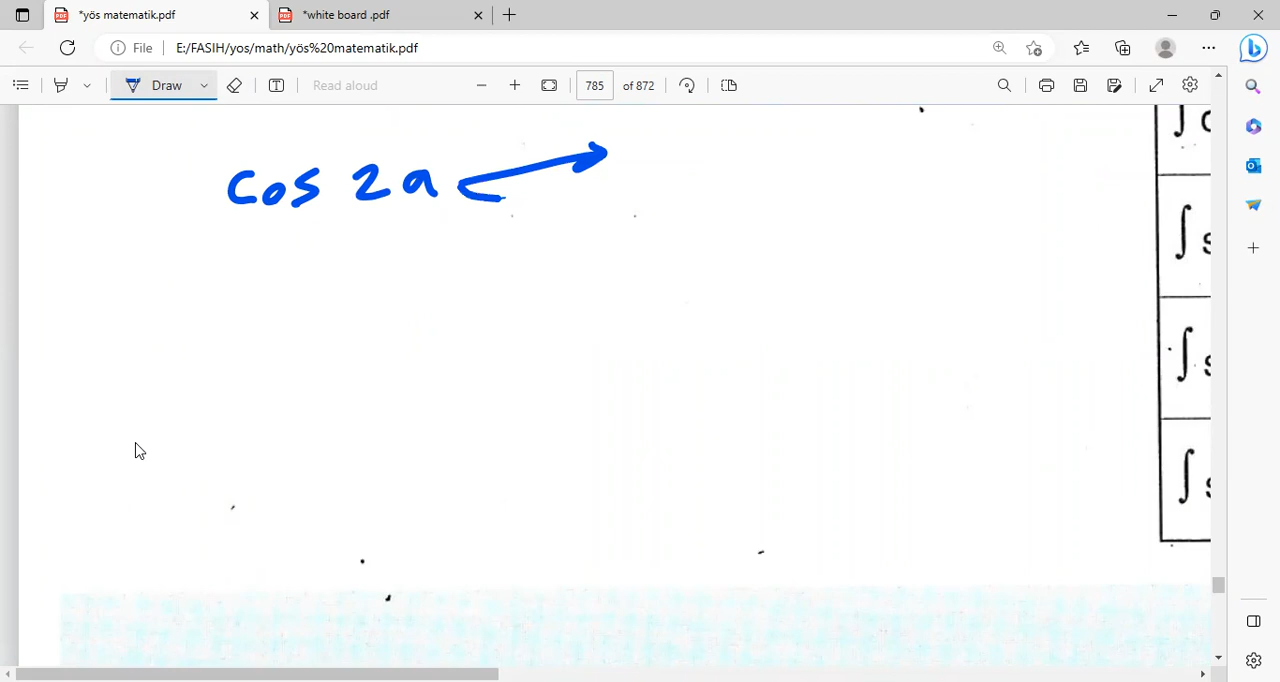 *yös matematik.pdf
*white board .pdf
File
E:/FASIH/yos/math/yös%20matematik.pdf
Draw
Read aloud
785 of 872
cos 2a
∫
∫
∫
∫